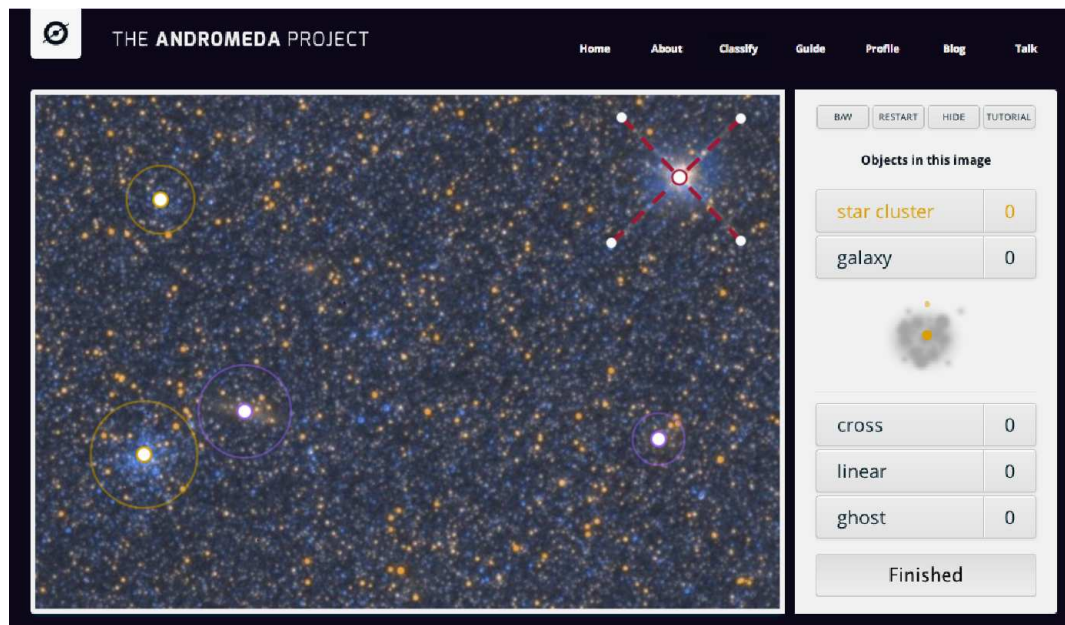 THE ANDROMEDA PROJECT
Home About Classify Guide Profile Blog Talk
B/W RESTART HIDE TUTORIAL
Objects in this image
star cluster 0
galaxy 0
cross 0
linear 0
ghost 0
Finished